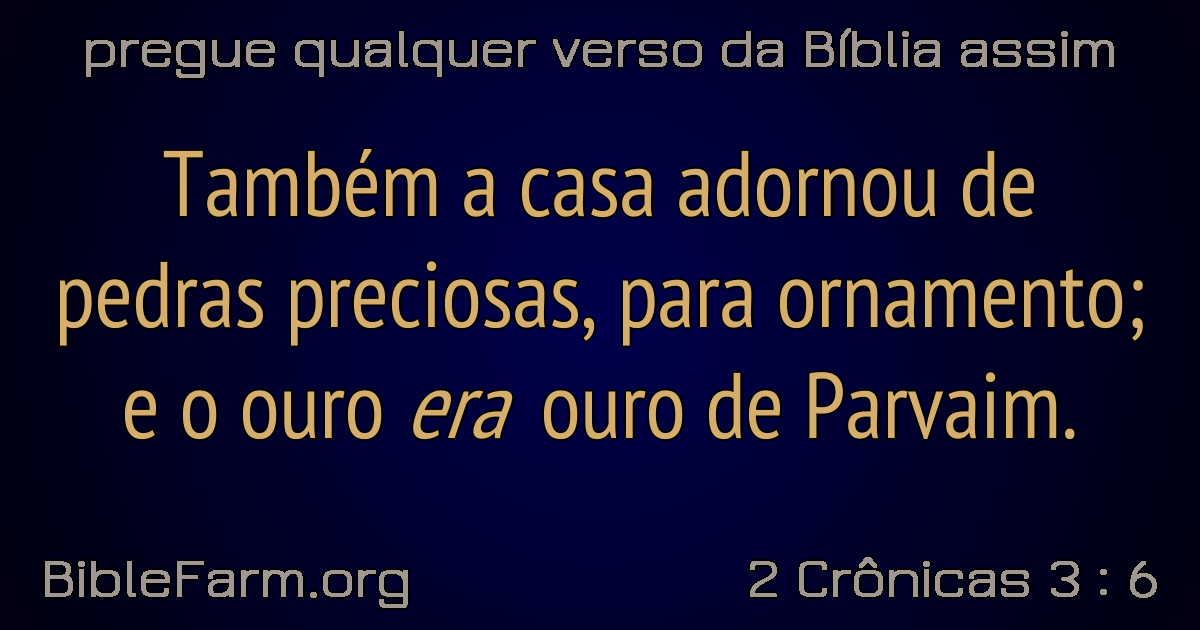 pregue qualquer verso da Bíblia assim
Também a casa adornou de
pedras preciosas, para ornamento;
e o ouro era ouro de Parvaim.
BibleFarm.org
2 Crônicas 3 : 6